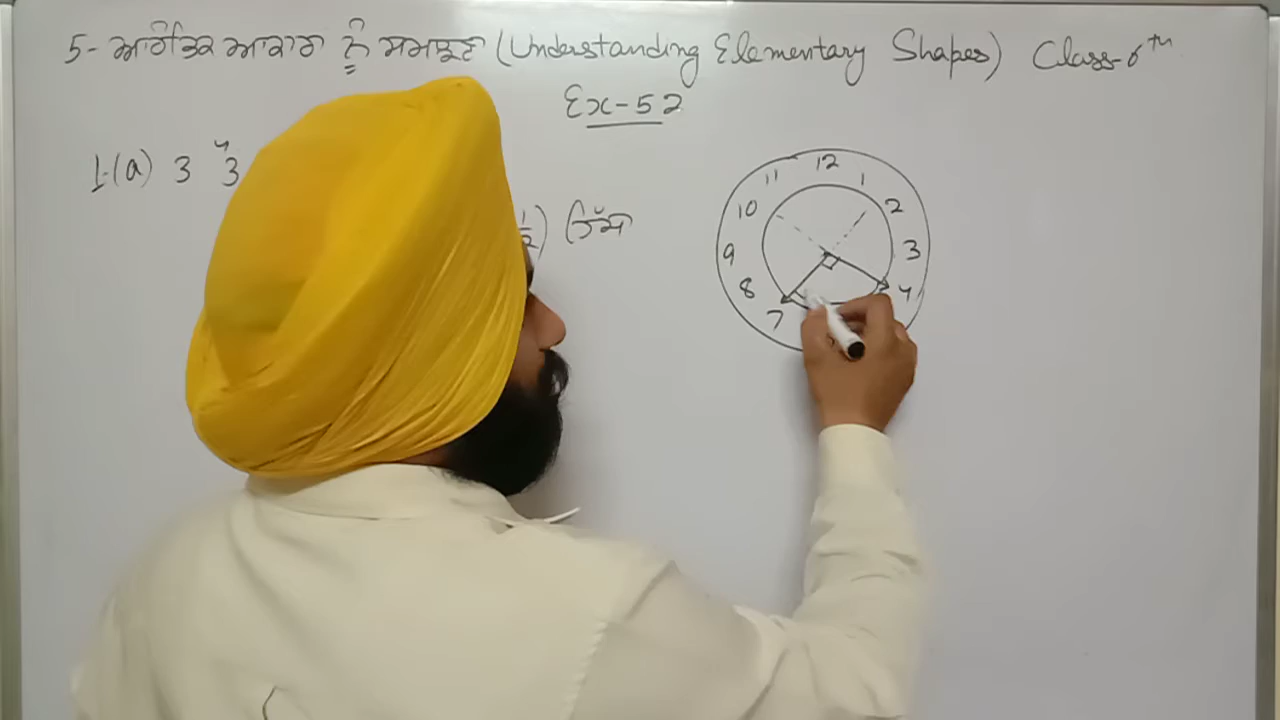 5- ਆਰੰਭਿਕ ਆਕਾਰਾਂ ਨੂੰ ਸਮਝਣਾ (Understanding Elementary Shapes) Class-6th
Ex-5 2
1.(a) 3 ਤੋਂ
1/2) ਹਿੱਸਾ
12
11 1
10 2
9 3
8 4
7